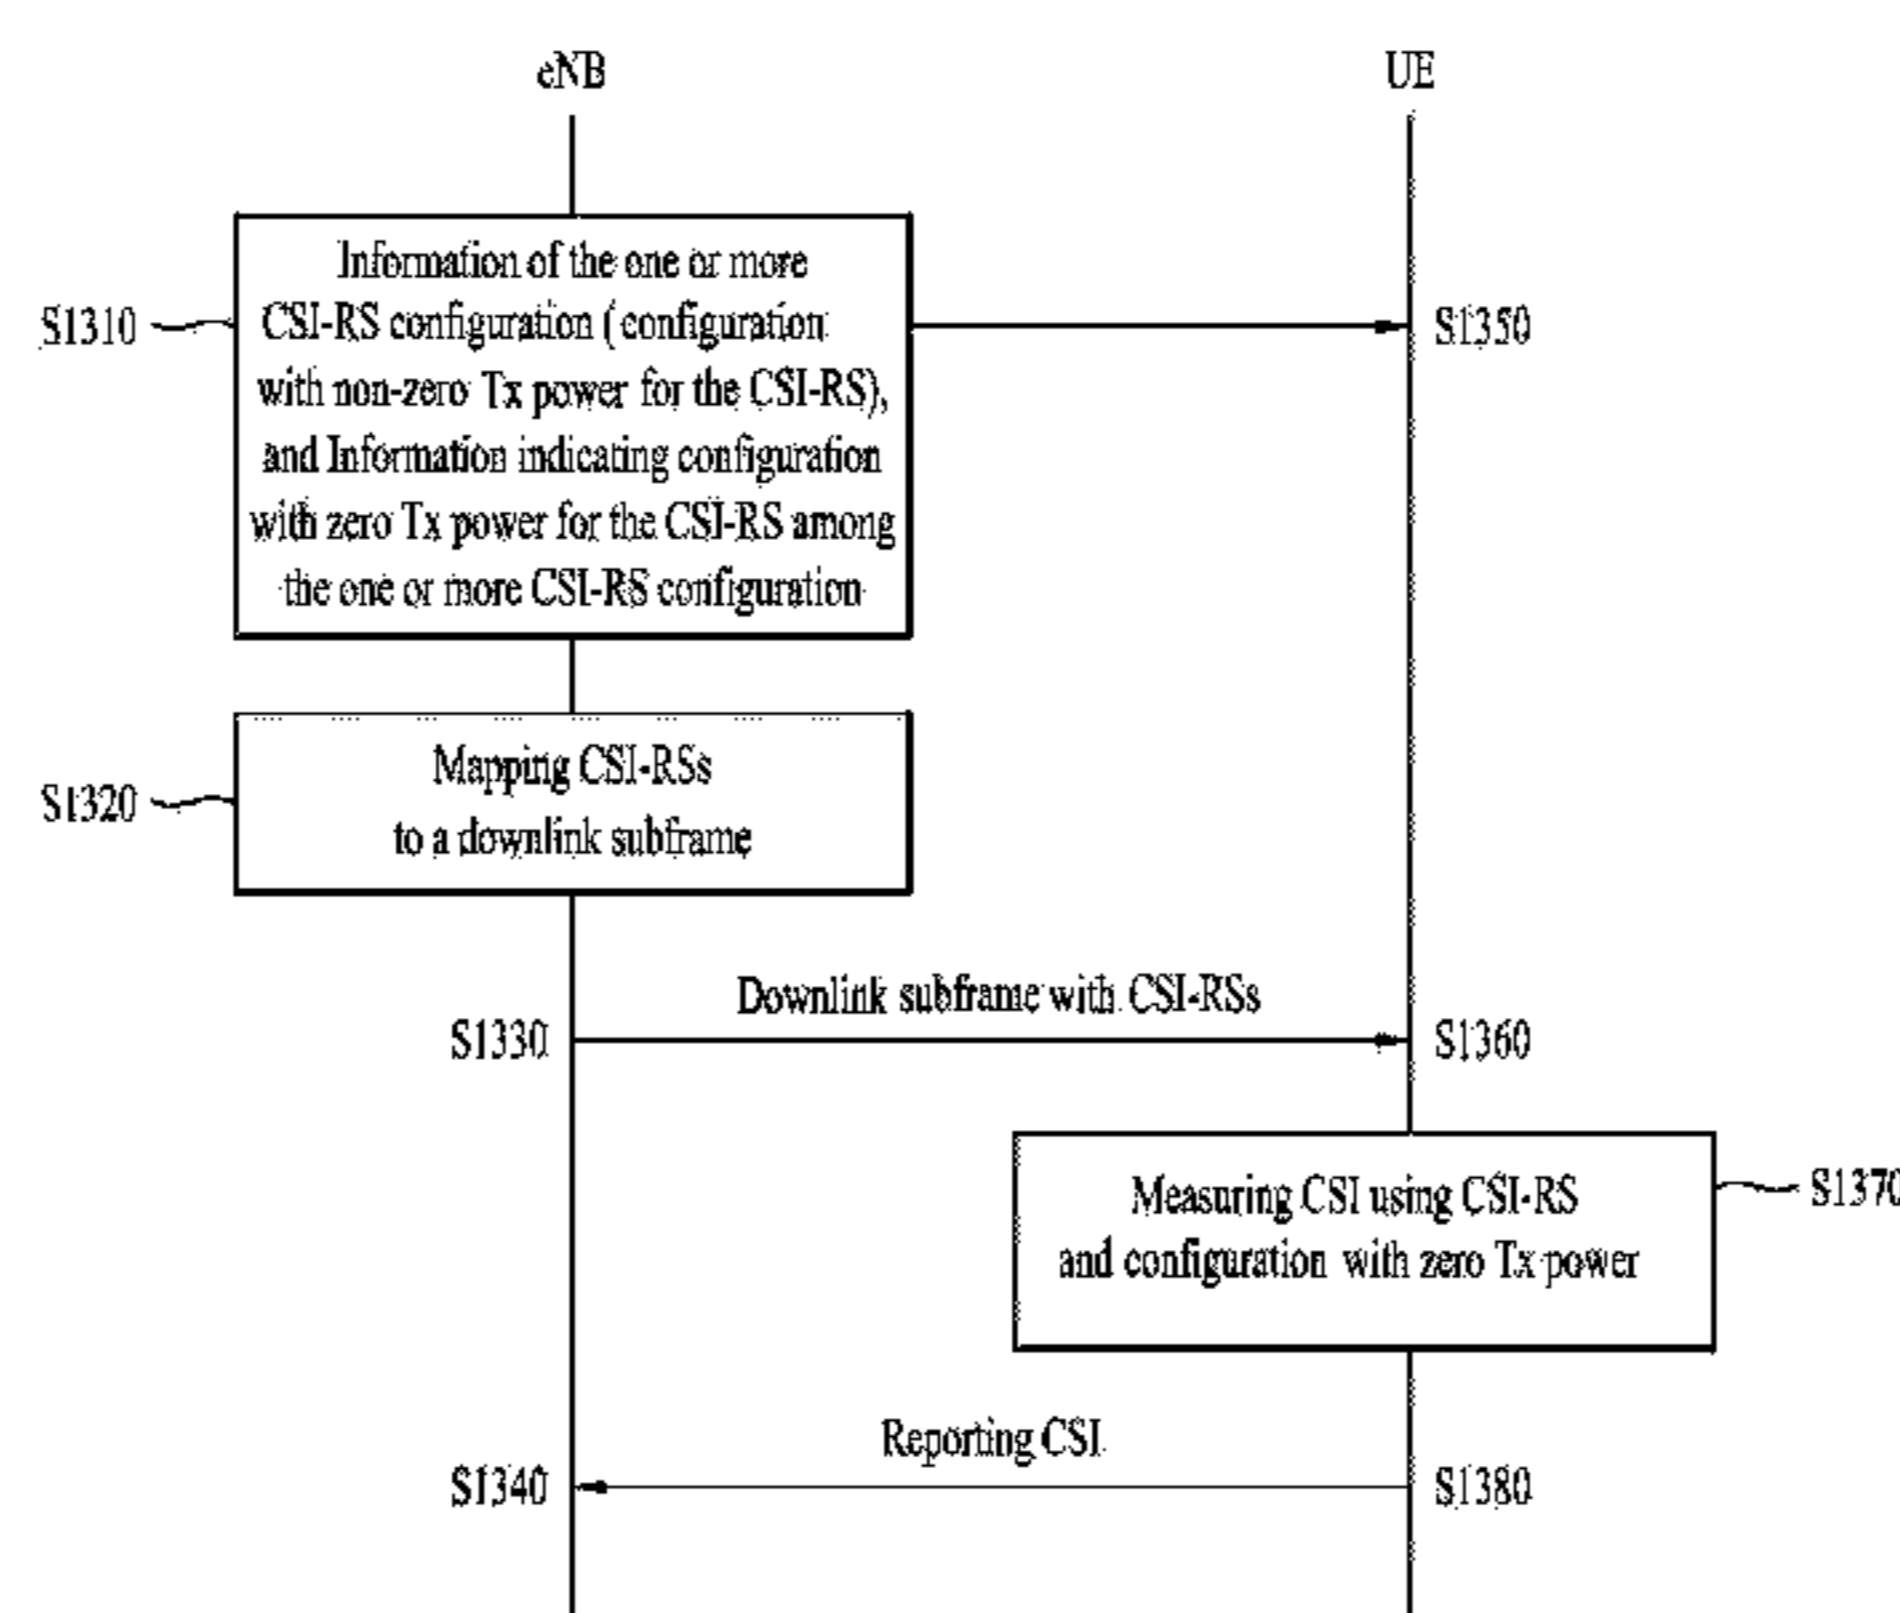 eNB
UE
Information of the one or more
CSI-RS configuration (configuration
with non-zero Tx power for the CSI-RS),
and Information indicating configuration
with zero Tx power for the CSI-RS among
the one or more CSI-RS configuration
S1310
S1350
Mapping CSI-RSs
to a downlink subframe
S1320
Downlink subframe with CSI-RSs
S1330
S1360
Measuring CSI using CSI-RS
and configuration with zero Tx power
S1370
Reporting CSI
S1340
S1380